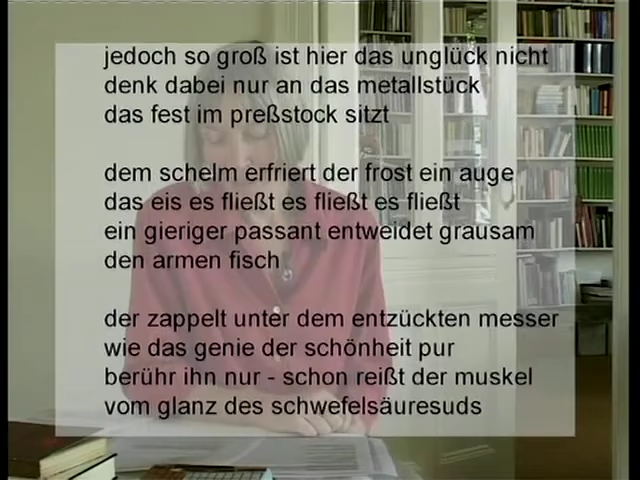 jedoch so groß ist hier das unglück nicht
denk dabei nur an das metallstück
das fest im preßstock sitzt
dem schelm erfriert der frost ein auge
das eis es fließt es fließt es fließt
ein gieriger passant entweidet grausam
den armen fisch
der zappelt unter dem entzückten messer
wie das genie der schönheit pur
berühr ihn nur - schon reißt der muskel
vom glanz des schwefelsäuresuds